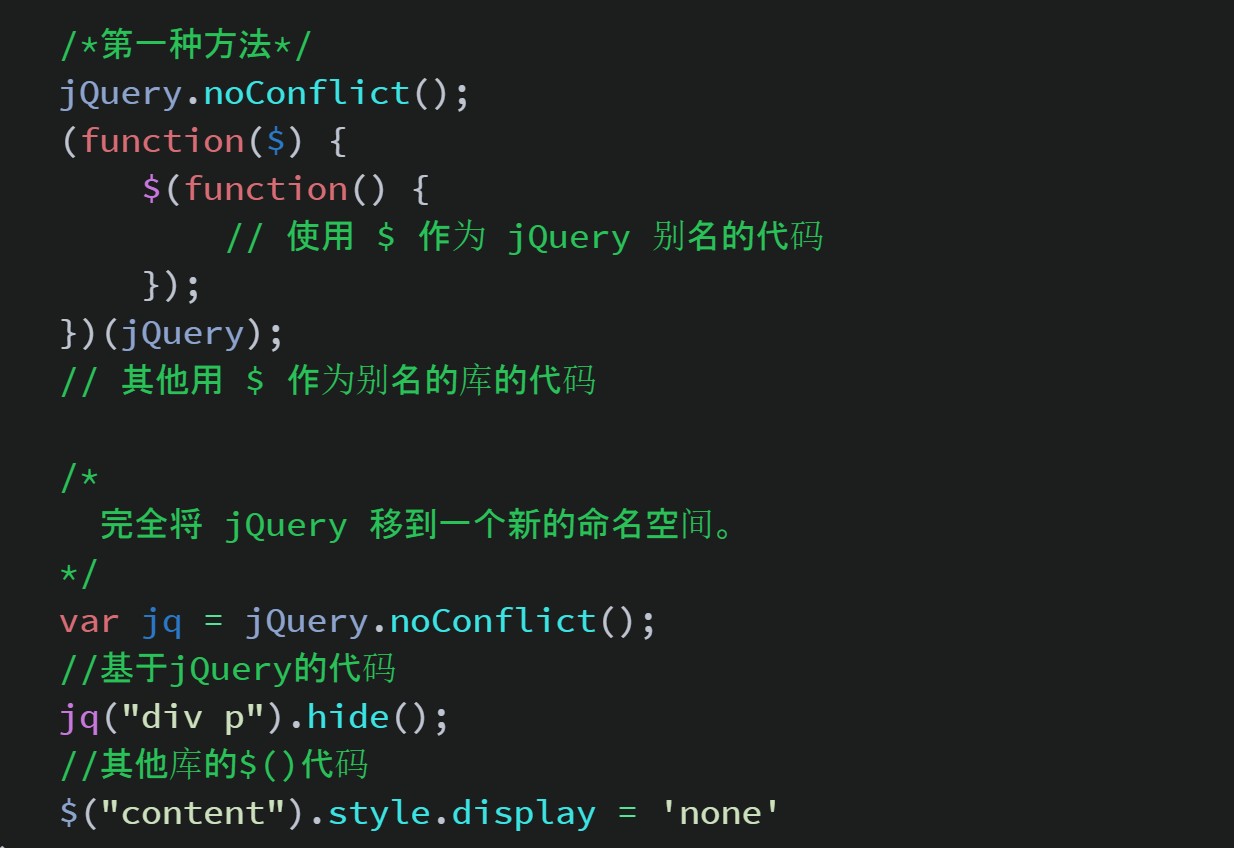 /*第一种方法*/
jQuery.noConflict();
(function($) {
    $(function() {
        // 使用 $ 作为 jQuery 别名的代码
    });
})(jQuery);
// 其他用 $ 作为别名的库的代码

/*
  完全将 jQuery 移到一个新的命名空间。
*/
var jq = jQuery.noConflict();
//基于jQuery的代码
jq("div p").hide();
//其他库的$()代码
$("content").style.display = 'none'